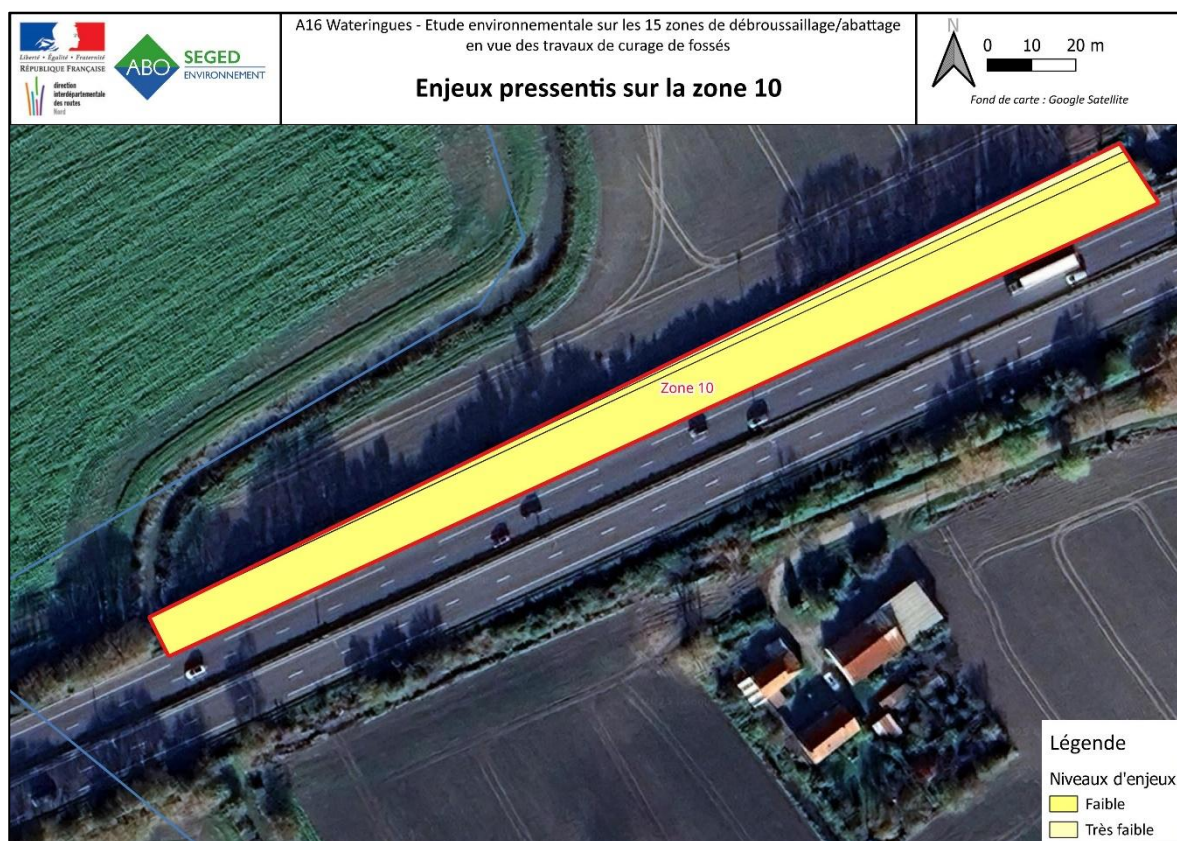 Liberté • Égalité • Fraternité
RÉPUBLIQUE FRANÇAISE
direction
interdépartementale
des routes
Nord
ABO
SEGED
ENVIRONNEMENT
A16 Wateringues - Etude environnementale sur les 15 zones de débroussaillage/abattage
en vue des travaux de curage de fossés
Enjeux pressentis sur la zone 10
N
0 10 20 m
Fond de carte : Google Satellite
Zone 10
Légende
Niveaux d'enjeux
Faible
Très faible